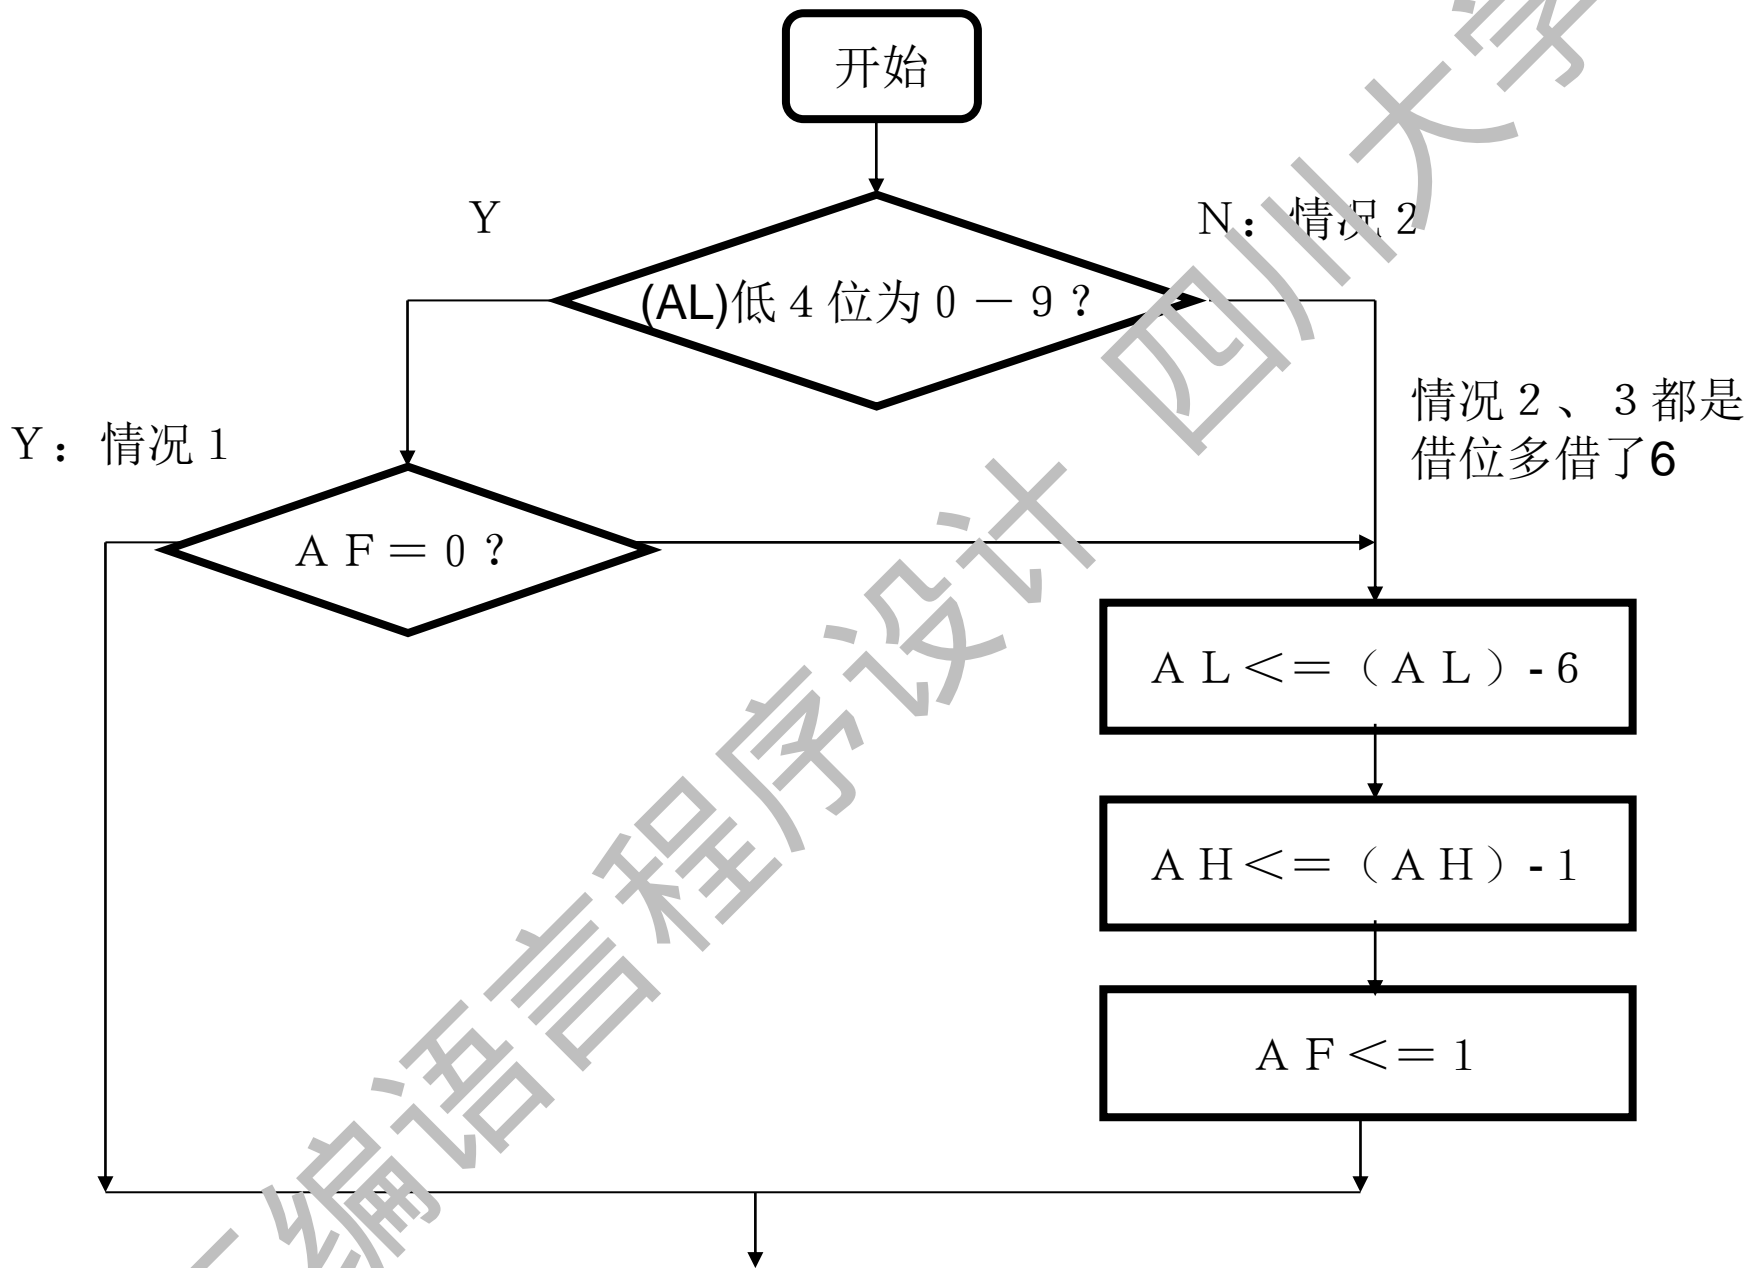 开始
Y
N：情况 2
(AL)低 4 位为 0 － 9 ?
情况 2 、 3 都是
借位多借了6
Y：情况 1
A F＝ 0 ?
A L＜＝（ A L ）- 6
A H＜＝（ A H ）- 1
A F＜＝ 1
编语言程序设计 四川大学